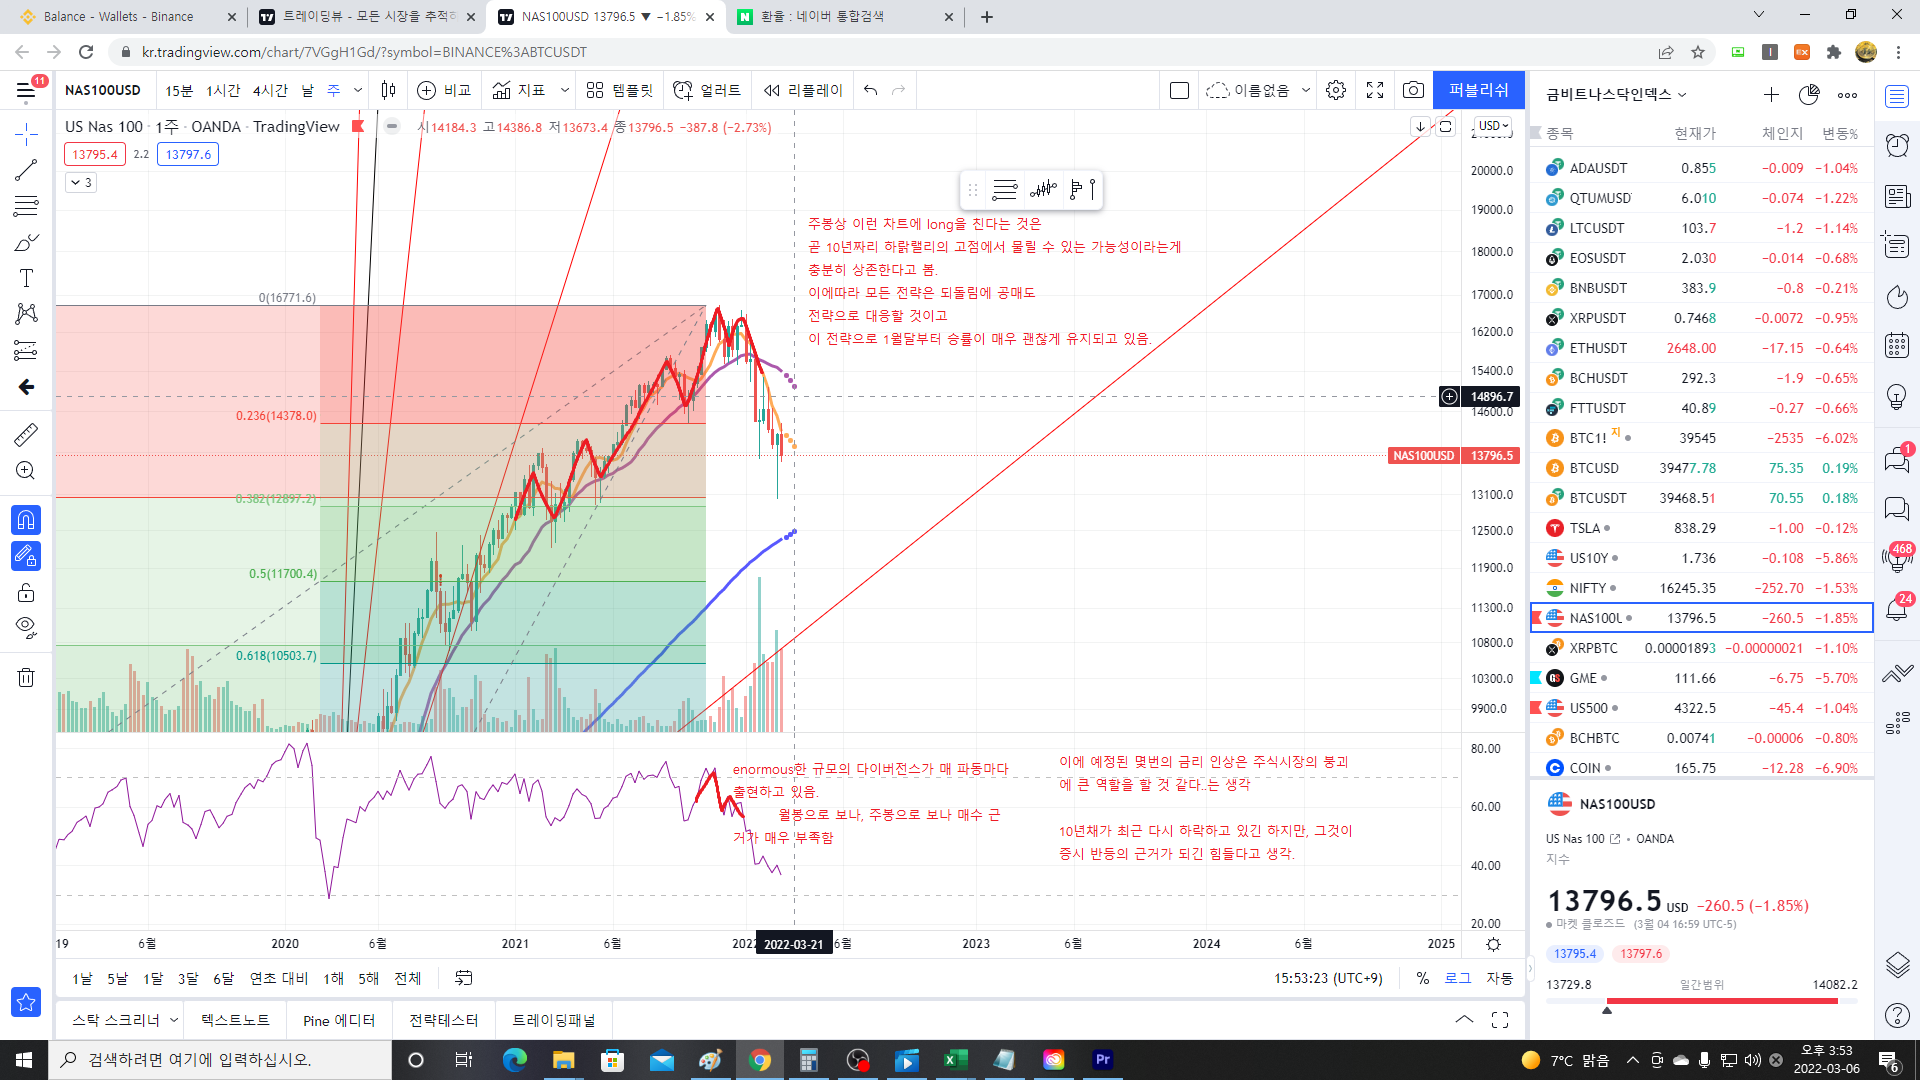 Balance - Wallets - Binance
트레이딩뷰 - 모든 시장을 추적하
NAS100USD 13796.5 ▼ −1.85%
환율 : 네이버 통합검색
kr.tradingview.com/chart/7VGgH1Gd/?symbol=BINANCE%3ABTCUSDT
11
NAS100USD 15분 1시간 4시간 날 주 비교 지표 템플릿 얼러트 리플레이 이름없음 퍼블리쉬
US Nas 100 · 1주 · OANDA · TradingView 시14184.3 고14386.8 저13673.4 종13796.5 −387.8 (−2.73%)
13795.4 2.2 13797.6
3
USD
주봉상 이런 차트에 long을 친다는 것은
곧 10년짜리 하락랠리의 고점에서 물릴 수 있는 가능성이라는게
충분히 상존한다고 봄.
이에따라 모든 전략은 되돌림에 공매도
전략으로 대응할 것이고
이 전략으로 1월달부터 승률이 매우 괜찮게 유지되고 있음.
0(16771.6)
0.236(14378.0)
0.382(12897.2)
0.5(11700.4)
0.618(10503.7)
20000.0
19000.0
18000.0
17000.0
16200.0
15400.0
14896.7
14600.0
NAS100USD 13796.5
13100.0
12500.0
11900.0
11300.0
10800.0
10300.0
9900.0
enormous한 규모의 다이버전스가 매 파동마다
출현하고 있음.
월봉으로 보나, 주봉으로 보나 매수 근
거가 매우 부족함
이에 예정된 몇번의 금리 인상은 주식시장의 붕괴
에 큰 역할을 할 것 같다..는 생각
10년채가 최근 다시 하락하고 있긴 하지만, 그것이
증시 반등의 근거가 되긴 힘들다고 생각.
80.00
60.00
40.00
20.00
19 6월 2020 6월 2021 6월 2022 2022-03-21 6월 2023 6월 2024 6월 2025
1날 5날 1달 3달 6달 연초 대비 1해 5해 전체
15:53:23 (UTC+9) % 로그 자동
스탁 스크리너 텍스트노트 Pine 에디터 전략테스터 트레이딩패널
금비트나스닥인덱스
종목 현재가 체인지 변동%
ADAUSDT 0.855 −0.009 −1.04%
QTUMUSD 6.010 −0.074 −1.22%
LTCUSDT 103.7 −1.2 −1.14%
EOSUSDT 2.030 −0.014 −0.68%
BNBUSDT 383.9 −0.8 −0.21%
XRPUSDT 0.7468 −0.0072 −0.95%
ETHUSDT 2648.00 −17.15 −0.64%
BCHUSDT 292.3 −1.9 −0.65%
FTTUSDT 40.89 −0.27 −0.66%
BTC1! 지 39545 −2535 −6.02%
BTCUSD 39477.78 75.35 0.19%
BTCUSDT 39468.51 70.55 0.18%
TSLA 838.29 −1.00 −0.12%
US10Y 1.736 −0.108 −5.86%
NIFTY 16245.35 −252.70 −1.53%
NAS100U 13796.5 −260.5 −1.85%
XRPBTC 0.00001893 −0.00000021 −1.10%
GME 111.66 −6.75 −5.70%
US500 4322.5 −45.4 −1.04%
BCHBTC 0.00741 −0.00006 −0.80%
COIN 165.75 −12.28 −6.90%
NAS100USD
US Nas 100 • OANDA
지수
13796.5 USD −260.5 (−1.85%)
마켓 클로즈드 (3월 04 16:59 UTC-5)
13795.4 13797.6
13729.8 일간범위 14082.2
1
468
24
검색하려면 여기에 입력하십시오.
EX
Pr
7°C 맑음
오후 3:53
2022-03-06
6